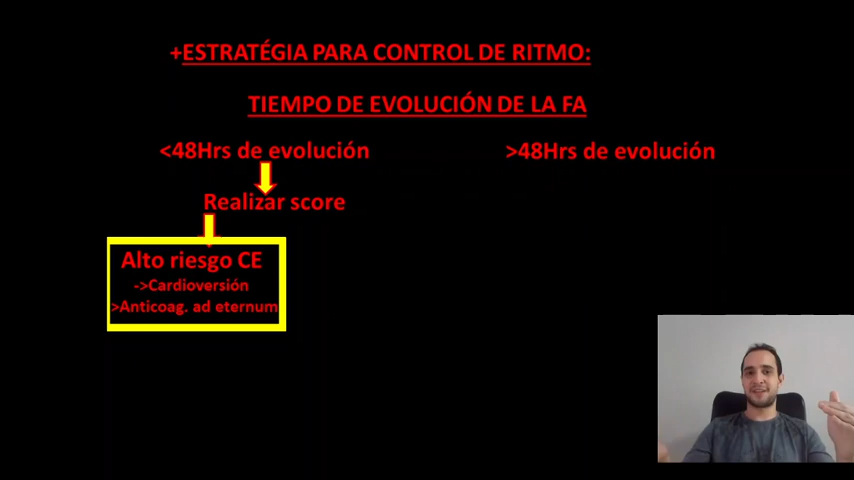 +ESTRATÉGIA PARA CONTROL DE RITMO:
TIEMPO DE EVOLUCIÓN DE LA FA
<48Hrs de evolución
>48Hrs de evolución
Realizar score
Alto riesgo CE
->Cardioversión
>Anticoag. ad eternum